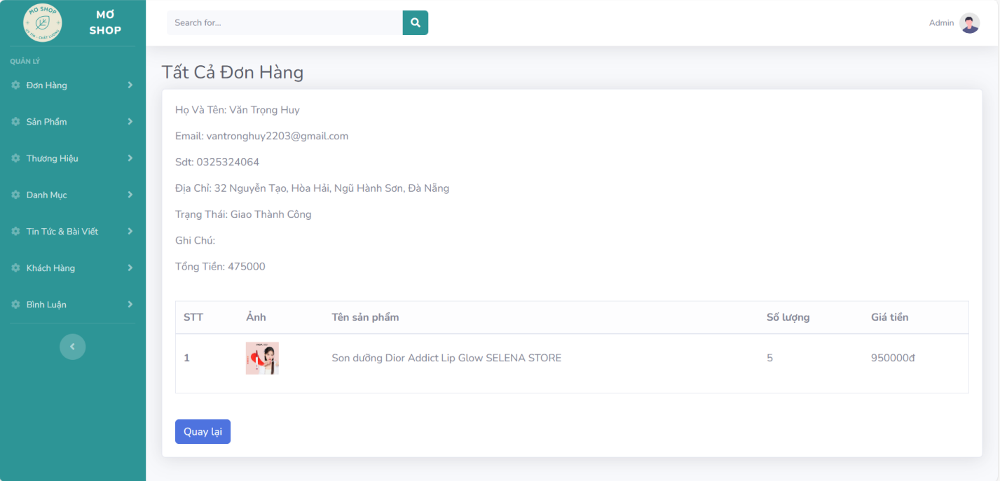 MƠ SHOP
UY TÍN - CHẤT LƯỢNG
MƠ
SHOP
Search for...
Admin
QUẢN LÝ
Đơn Hàng
Sản Phẩm
Thương Hiệu
Danh Mục
Tin Tức & Bài Viết
Khách Hàng
Bình Luận
Tất Cả Đơn Hàng
Họ Và Tên: Văn Trọng Huy
Email: vantronghuy2203@gmail.com
Sdt: 0325324064
Địa Chỉ: 32 Nguyễn Tạo, Hòa Hải, Ngũ Hành Sơn, Đà Nẵng
Trạng Thái: Giao Thành Công
Ghi Chú:
Tổng Tiền: 475000
STT Ảnh Tên sản phẩm Số lượng Giá tiền
1 Son dưỡng Dior Addict Lip Glow SELENA STORE 5 950000đ
Quay lại